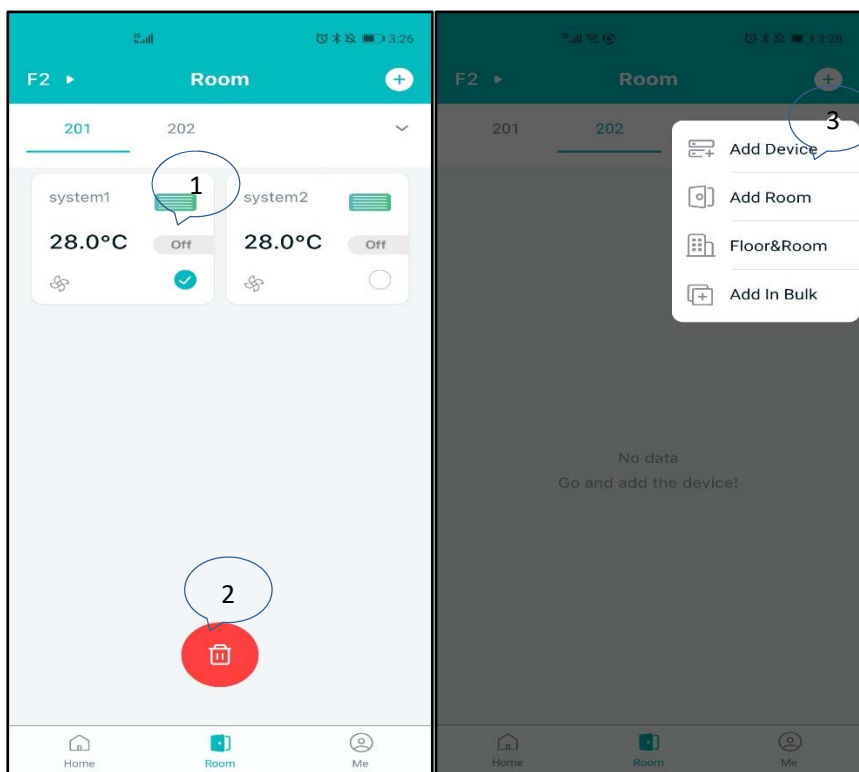 3:26
F2
Room
201
202
1
system1
system2
28.0°C
Off
28.0°C
Off
2
Home
Room
Me
3:28
F2
Room
3
201
202
Add Device
Add Room
Floor&Room
Add In Bulk
No data
Go and add the device!
Home
Room
Me